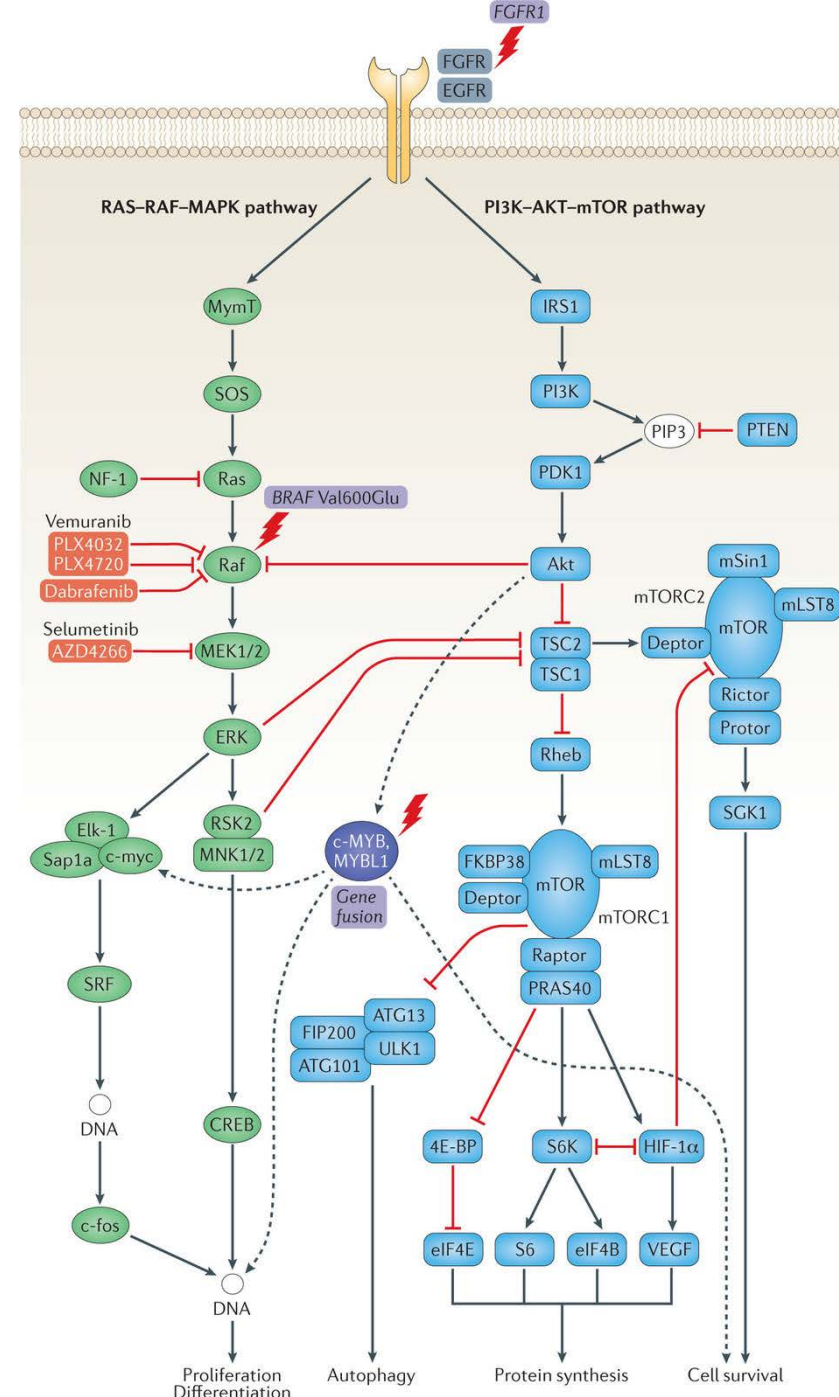 FGFR1
FGFR
EGFR
RAS–RAF–MAPK pathway
PI3K–AKT–mTOR pathway
MymT
IRS1
SOS
PI3K
PIP3
PTEN
NF-1
Ras
PDK1
BRAF Val600Glu
Vemuranib
PLX4032
PLX4720
Dabrafenib
Raf
Akt
mSin1
mTORC2
mLST8
mTOR
Selumetinib
AZD4266
MEK1/2
TSC2
TSC1
Deptor
Rictor
Protor
ERK
Rheb
SGK1
Elk-1
Sap1a
c-myc
RSK2
MNK1/2
c-MYB,
MYBL1
Gene
fusion
FKBP38
mLST8
mTOR
Deptor
mTORC1
Raptor
PRAS40
SRF
ATG13
FIP200
ULK1
ATG101
DNA
CREB
4E-BP
S6K
HIF-1α
c-fos
eIF4E
S6
eIF4B
VEGF
DNA
Proliferation
Differentiation
Autophagy
Protein synthesis
Cell survival